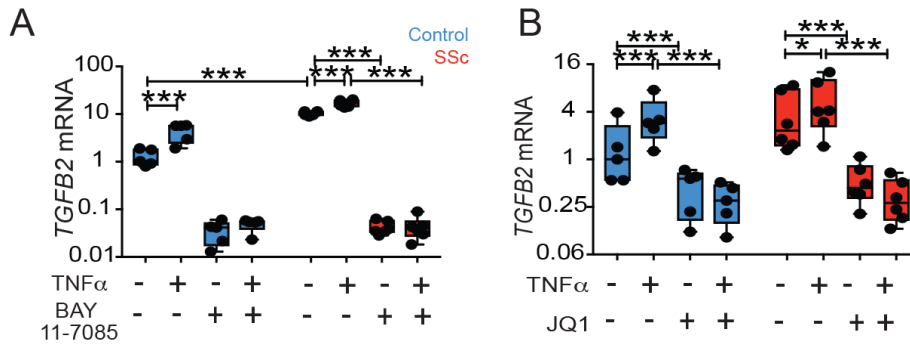 A
Control
SSc
*** *** *** *** ***
TGFB2 mRNA
100
10
1
0.1
0.01
TNFα - + - + - + - +
BAY 11-7085 - - + + - - + +
B
*** *** *** *** * ***
TGFB2 mRNA
16
4
1
0.25
0.06
TNFα - + - + - + - +
JQ1 - - + + - - + +